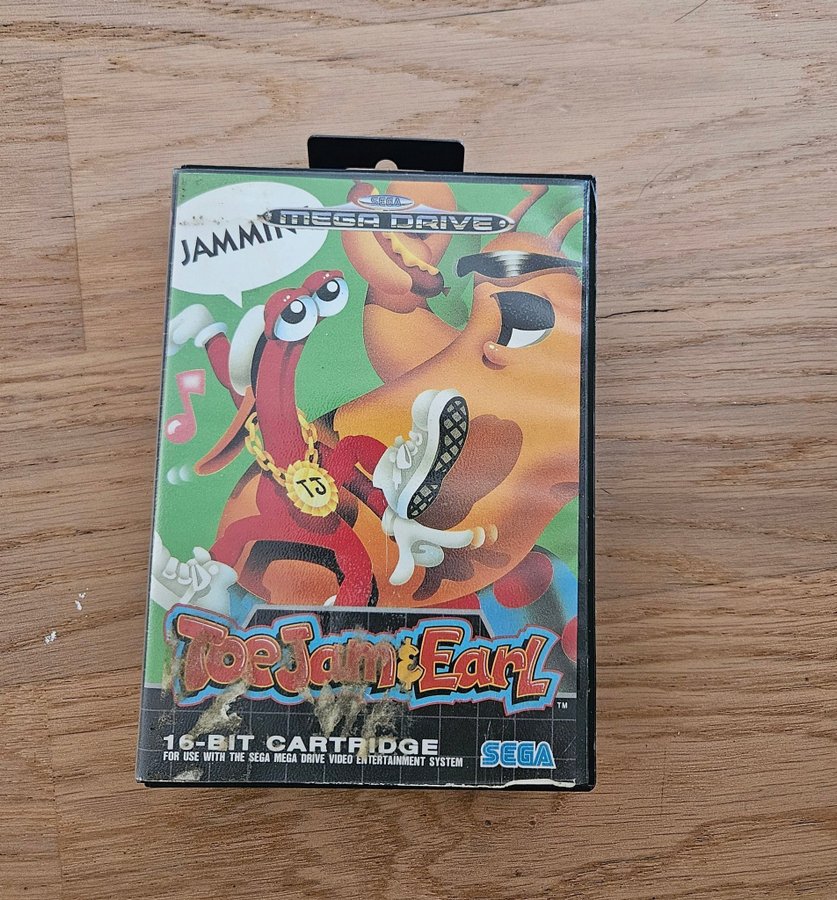 SEGA
MEGA DRIVE
JAMMIN'
TJ
ToeJam & Earl
TM
16-BIT CARTRIDGE
FOR USE WITH THE SEGA MEGA DRIVE VIDEO ENTERTAINMENT SYSTEM
SEGA